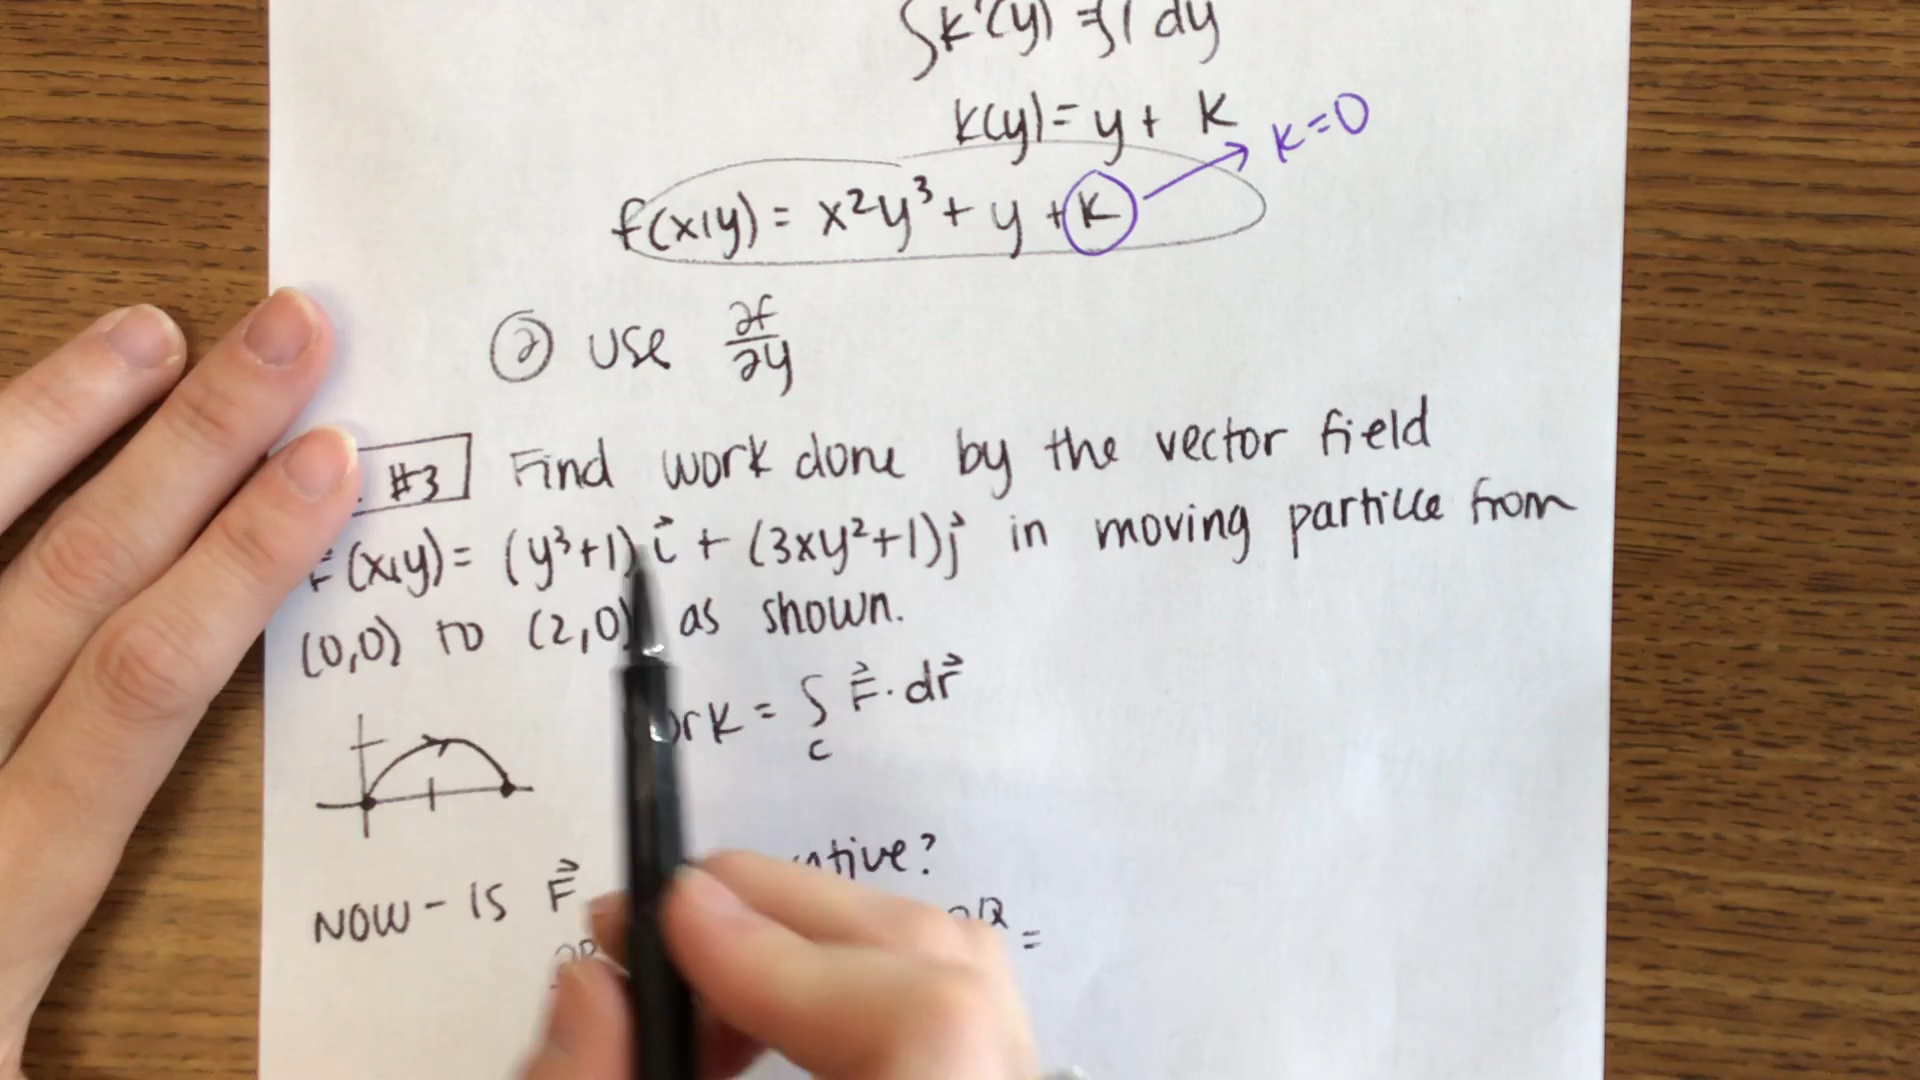 ∫k'(y) = ∫1 dy
k(y) = y + k
k=0
f(x,y) = x²y³ + y + k
② USE ∂f/∂y
#3 Find work done by the vector field
F⃗(x,y) = (y³+1)i⃗ + (3xy²+1)j⃗ in moving particle from
(0,0) to (2,0) as shown.
= ∫_C F⃗·dr⃗
NOW - IS F⃗ ?
=